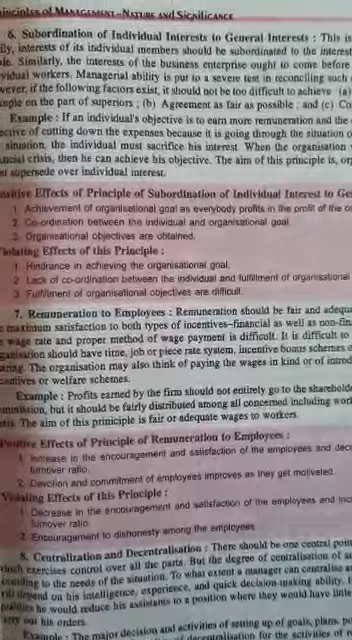 rinciples of Management–Nature and Significance
6. Subordination of Individual Interests to General Interests : This is
lly, interests of its individual members should be subordinated to the interest
ole. Similarly, the interests of the business enterprise ought to come before
vidual workers. Managerial ability is put to a severe test in reconciling such
wever, if the following factors exist, it should not be too difficult to achieve (a)
mple on the part of superiors ; (b) Agreement as fair as possible ; and (c) Co
Example : If an individual's objective is to earn more remuneration and the
ective of cutting down the expenses because it is going through the situation o
situation, the individual must sacrifice his interest. When the organisation
ancial crisis, then he can achieve his objective. The aim of this principle is, or
st supersede over individual interest.
ositive Effects of Principle of Subordination of Individual Interest to Ge
1. Achievement of organisational goal as everybody profits in the profit of the or
2. Co-ordination between the individual and organisational goal.
3. Organisational objectives are obtained.
Violating Effects of this Principle :
1. Hindrance in achieving the organisational goal.
2. Lack of co-ordination between the individual and fulfillment of organisational
3. Fulfilment of organisational objectives are difficult.
7. Remuneration to Employees : Remuneration should be fair and adequa
maximum satisfaction to both types of incentives–financial as well as non-fin
wage rate and proper method of wage payment is difficult. It is difficult to
ganisation should have time, job or piece rate system, incentive bonus schemes o
aring. The organisation may also think of paying the wages in kind or of introd
centives or welfare schemes.
Example : Profits earned by the firm should not entirely go to the shareholde
but it should be fairly distributed among all concerned including wor
The aim of this priniciple is fair or adequate wages to workers.
Positive Effects of Principle of Remuneration to Employees :
1. Increase in the encouragement and satisfaction of the employees and dec
turnover ratio.
2. Devotion and commitment of employees improves as they get motivated.
Violating Effects of this Principle :
1. Decrease in the encouragement and satisfaction of the employees and inc
turnover ratio.
2. Encouragement to dishonesty among the employees.
8. Centralization and Decentralisation : There should be one central poin
which exercises control over all the parts. But the degree of centralisation of au
ccording to the needs of the situation. To what extent a manager can centralise a
will depend on his intelligence, experience, and quick decision-making ability. I
qualities he would reduce his assistants to a position where they would have little
arry out his orders.
Example : The major decision and activities of setting up of goals, plans, po
decentralisation for the activities of